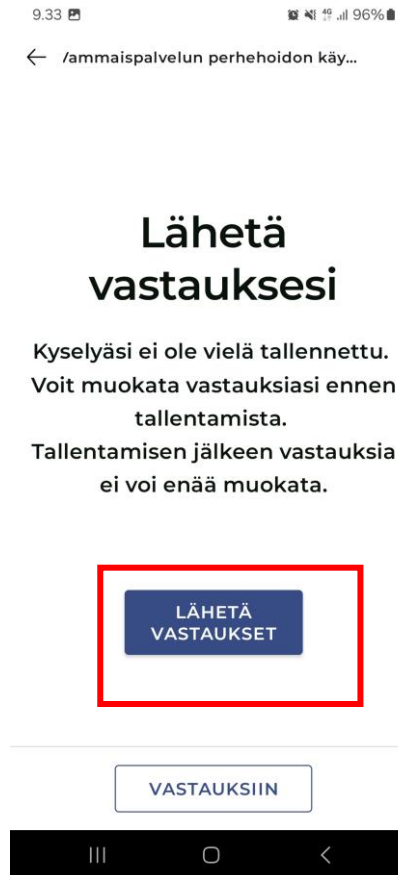 9.33 4G 96%
/ammaispalvelun perhehoidon käy...
Lähetä
vastauksesi
Kyselyäsi ei ole vielä tallennettu.
Voit muokata vastauksiasi ennen
tallentamista.
Tallentamisen jälkeen vastauksia
ei voi enää muokata.
LÄHETÄ
VASTAUKSET
VASTAUKSIIN